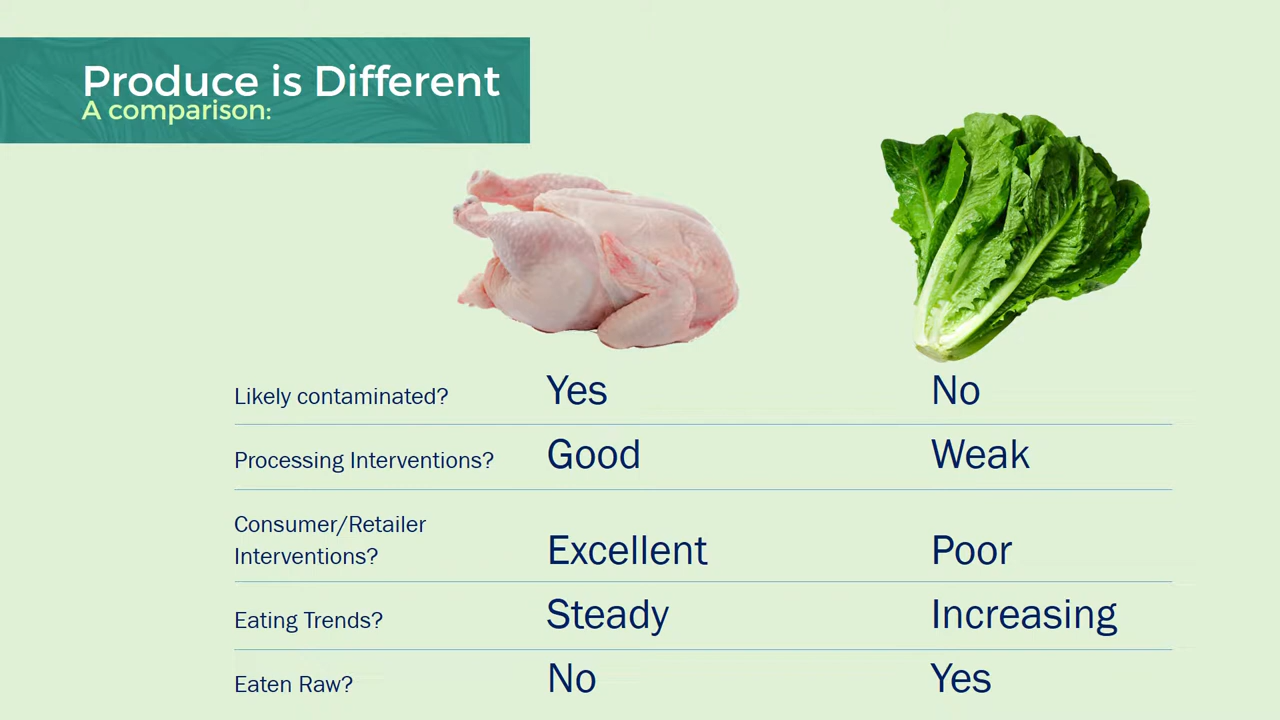 Produce is Different
A comparison:
Likely contaminated? Yes No
Processing Interventions? Good Weak
Consumer/Retailer
Interventions? Excellent Poor
Eating Trends? Steady Increasing
Eaten Raw? No Yes